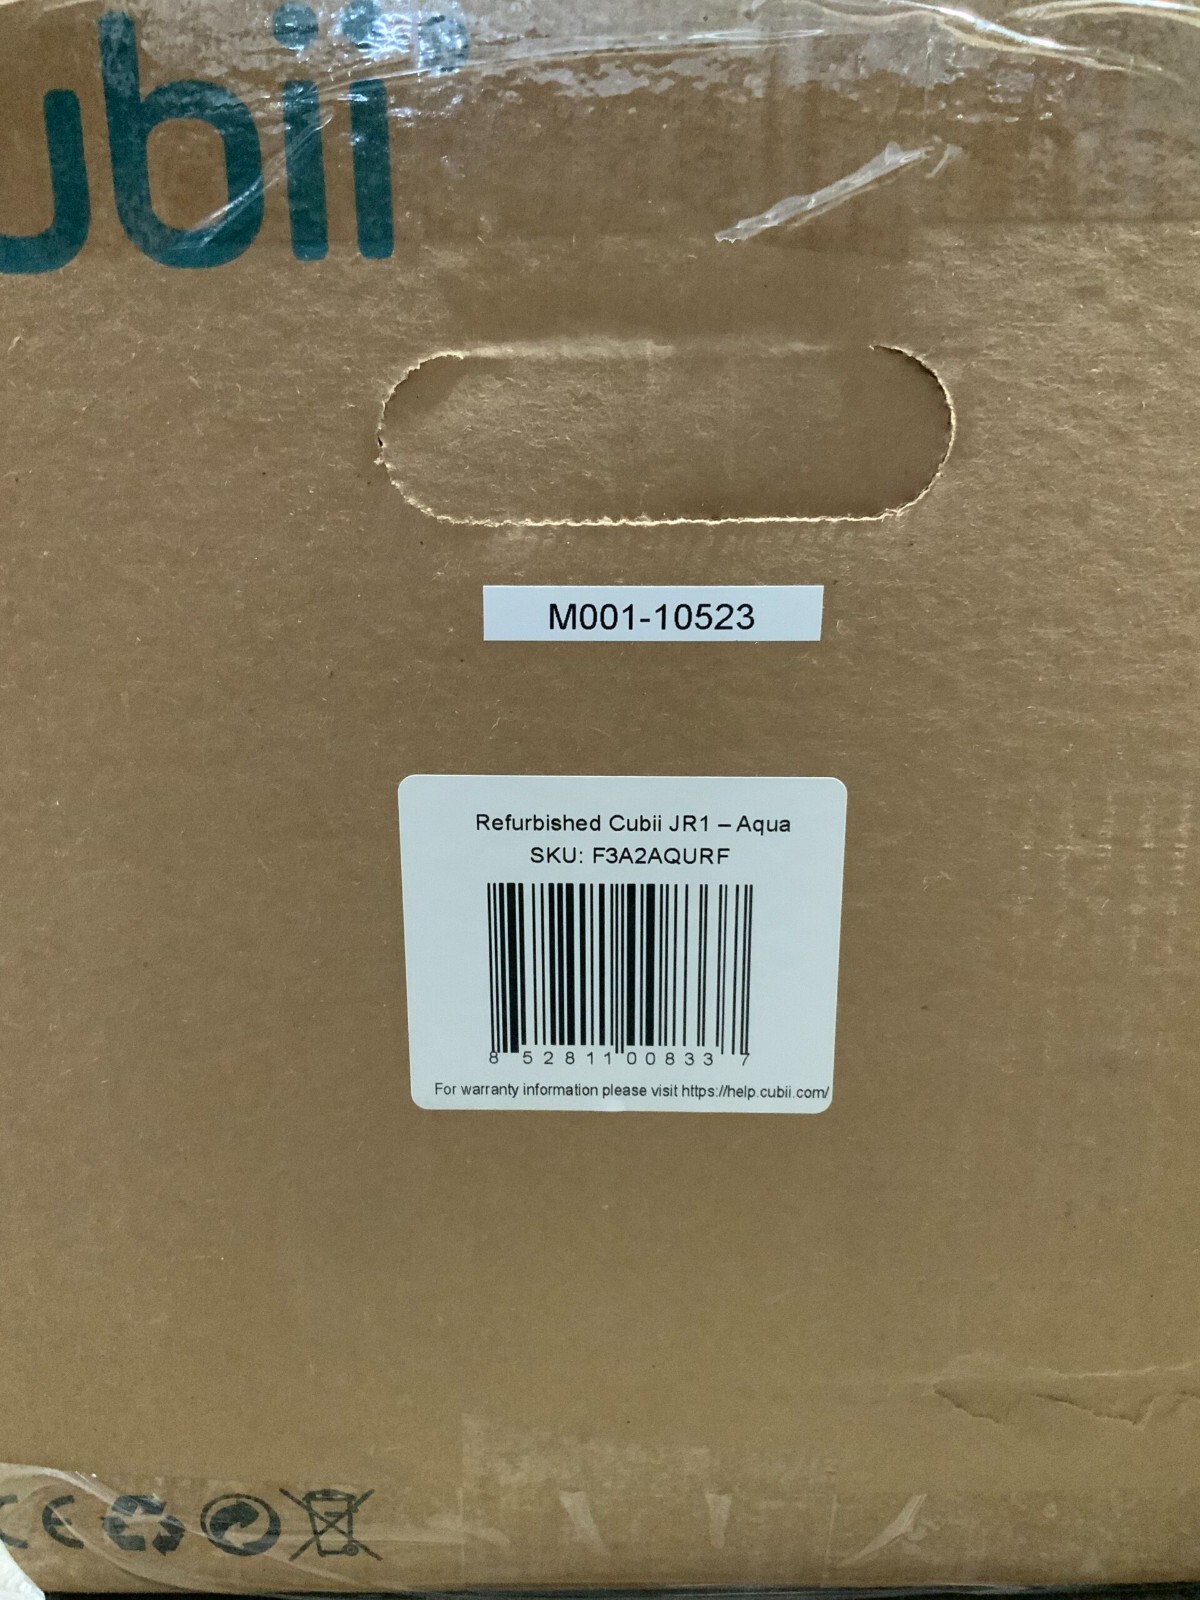 ubii
M001-10523
Refurbished Cubii JR1 – Aqua
SKU: F3A2AQURF
8 52811 00833 7
For warranty information please visit https://help.cubii.com/
CE